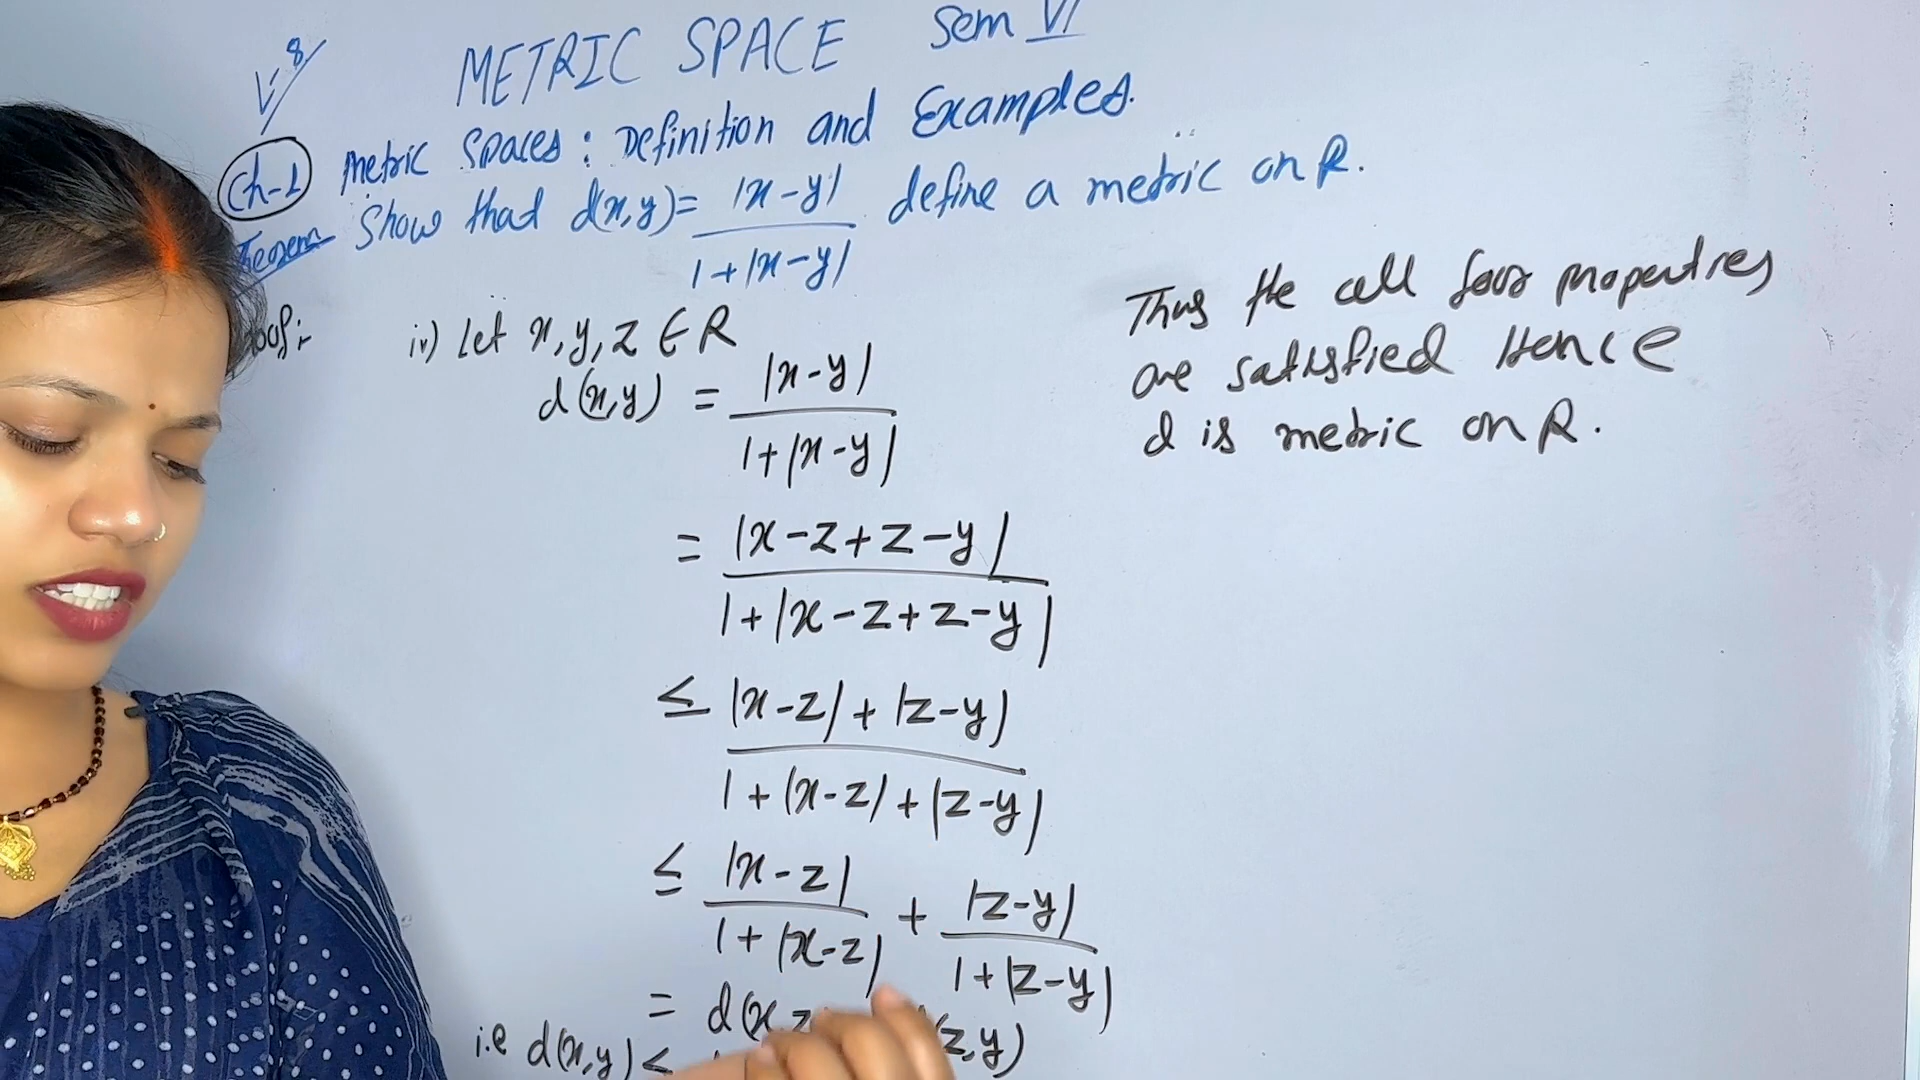 V-8
METRIC SPACE Sem VI
Ch-1 Metric Spaces : Definition and Examples.
Theorem Show that d(x,y)= |x-y| / 1+|x-y| define a metric on R.
iv) Let x,y,z ∈ R
d(x,y) = |x-y| / 1+|x-y|
= |x-z+z-y| / 1+|x-z+z-y|
≤ |x-z|+|z-y| / 1+|x-z|+|z-y|
≤ |x-z| / 1+|x-z| + |z-y| / 1+|z-y|
= d(x,z z,y)
i.e d(x,y) ≤
Thus the all four properties
are satisfied Hence
d is metric on R.